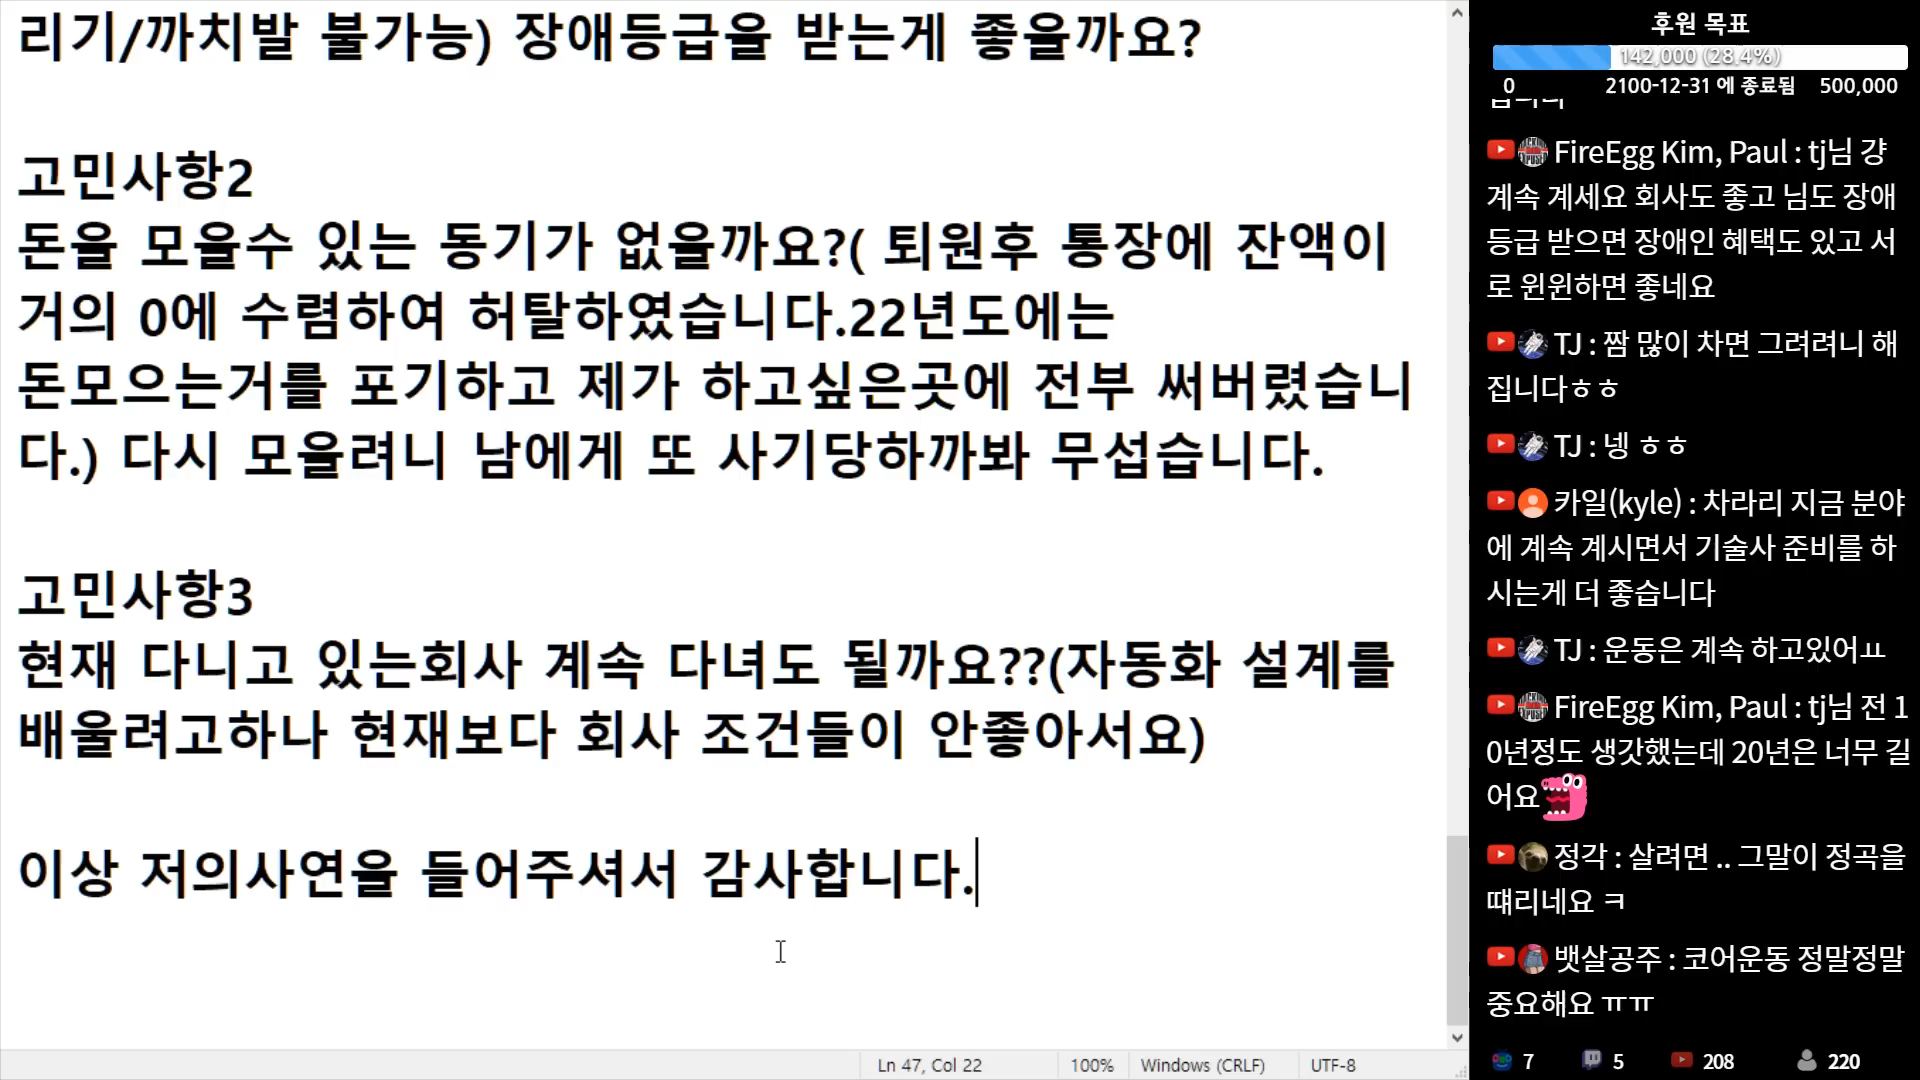 리기/까치발 불가능) 장애등급을 받는게 좋을까요?
고민사항2
돈을 모을수 있는 동기가 없을까요?( 퇴원후 통장에 잔액이
거의 0에 수렴하여 허탈하였습니다.22년도에는
돈모으는거를 포기하고 제가 하고싶은곳에 전부 써버렸습니
다.) 다시 모을려니 남에게 또 사기당하까봐 무섭습니다.
고민사항3
현재 다니고 있는회사 계속 다녀도 될까요??(자동화 설계를
배울려고하나 현재보다 회사 조건들이 안좋아서요)
이상 저의사연을 들어주셔서 감사합니다.
Ln 47, Col 22
100%
Windows (CRLF)
UTF-8
후원 목표
142,000 (28.4%)
0 2100-12-31 에 종료됨 500,000
FireEgg Kim, Paul : tj님 걍
계속 계세요 회사도 좋고 님도 장애
등급 받으면 장애인 혜택도 있고 서
로 윈윈하면 좋네요
TJ : 짬 많이 차면 그려려니 해
집니다ㅎㅎ
TJ : 넹 ㅎㅎ
카일(kyle) : 차라리 지금 분야
에 계속 계시면서 기술사 준비를 하
시는게 더 좋습니다
TJ : 운동은 계속 하고있어ㅛ
FireEgg Kim, Paul : tj님 전 1
0년정도 생각했는데 20년은 너무 길
어요
정각 : 살려면 .. 그말이 정곡을
떄리네요 ㅋ
뱃살공주 : 코어운동 정말정말
중요해요 ㅠㅠ
7 5 208 220